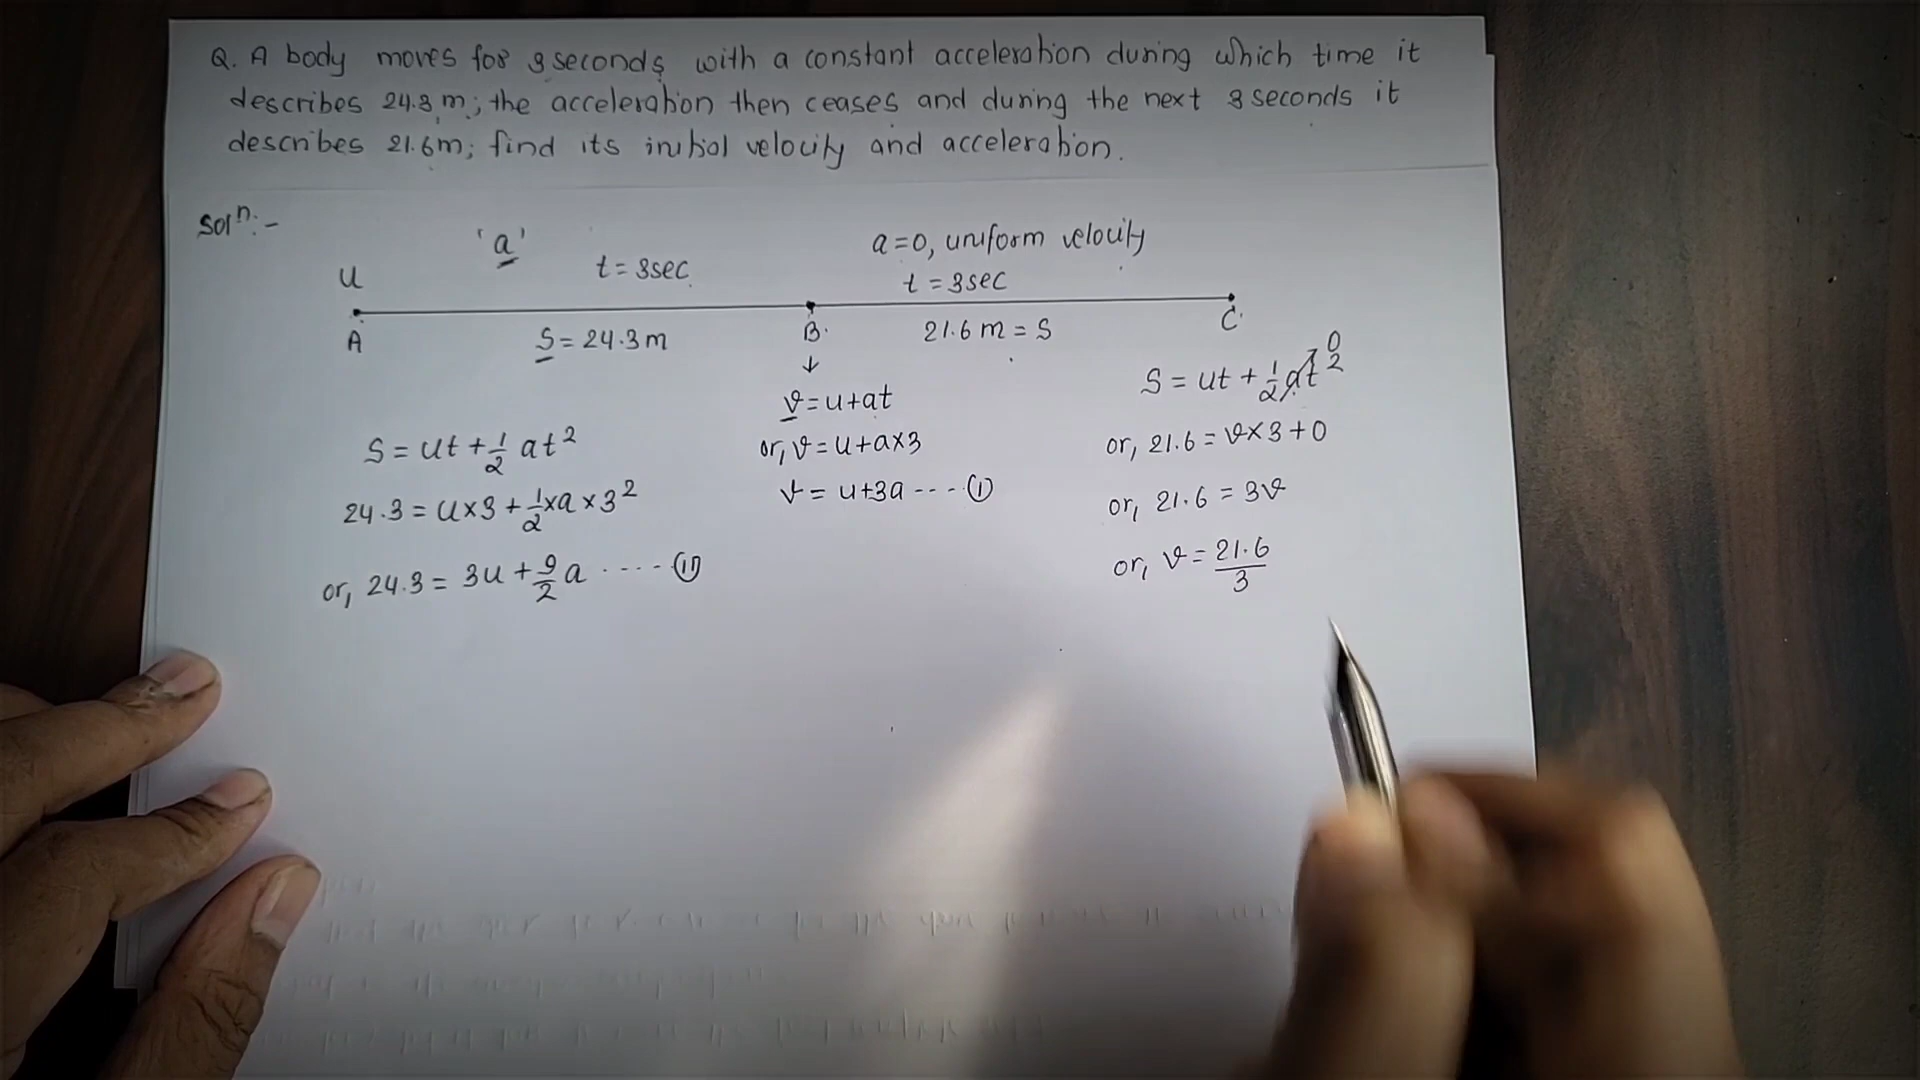 Q. A body moves for 3 seconds with a constant acceleration during which time it
describes 24.3 m; the acceleration then ceases and during the next 3 seconds it
describes 21.6m; find its initial velocity and acceleration.
Solⁿ:-
'a'
a=0, uniform velocity
u
t = 3sec
t = 3sec
A
S = 24.3m
B
21.6 m = S
C
↓
S = ut + 1/2 at² 0
v = u+at
S = ut + 1/2 at²
or, v = u+a×3
or, 21.6 = v×3+0
24.3 = u×3 + 1/2×a×3²
v = u+3a ---- (1)
or, 21.6 = 3v
or, 24.3 = 3u + 9/2 a ----- (11)
or, v = 21.6/3